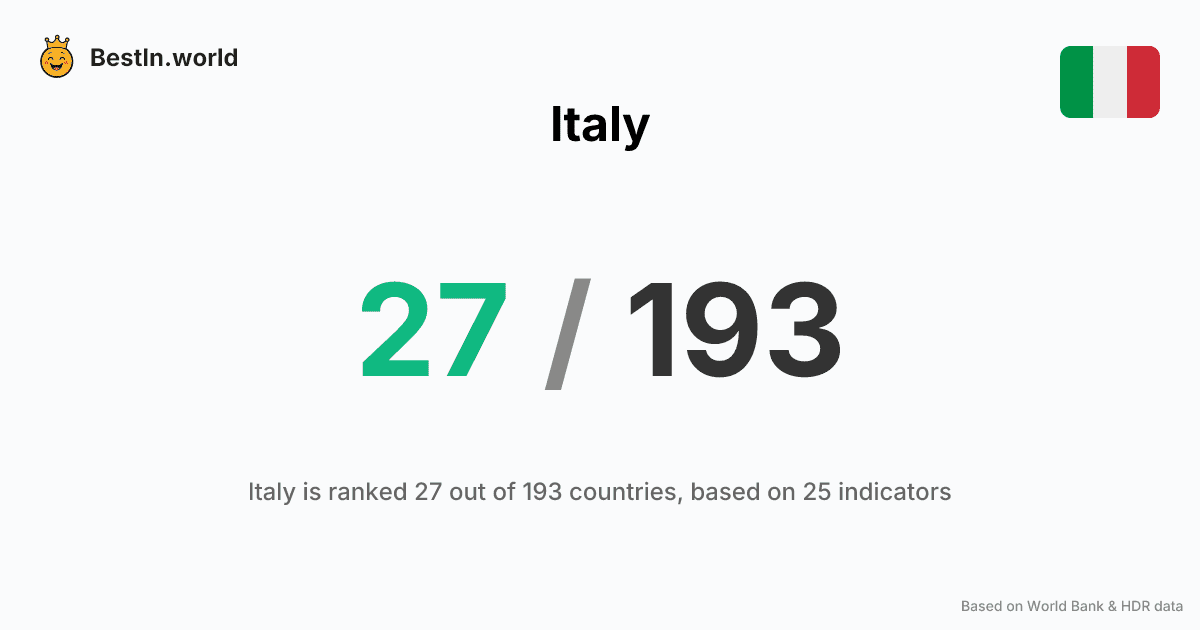 BestIn.world
Italy
27 / 193
Italy is ranked 27 out of 193 countries, based on 25 indicators
Based on World Bank & HDR data